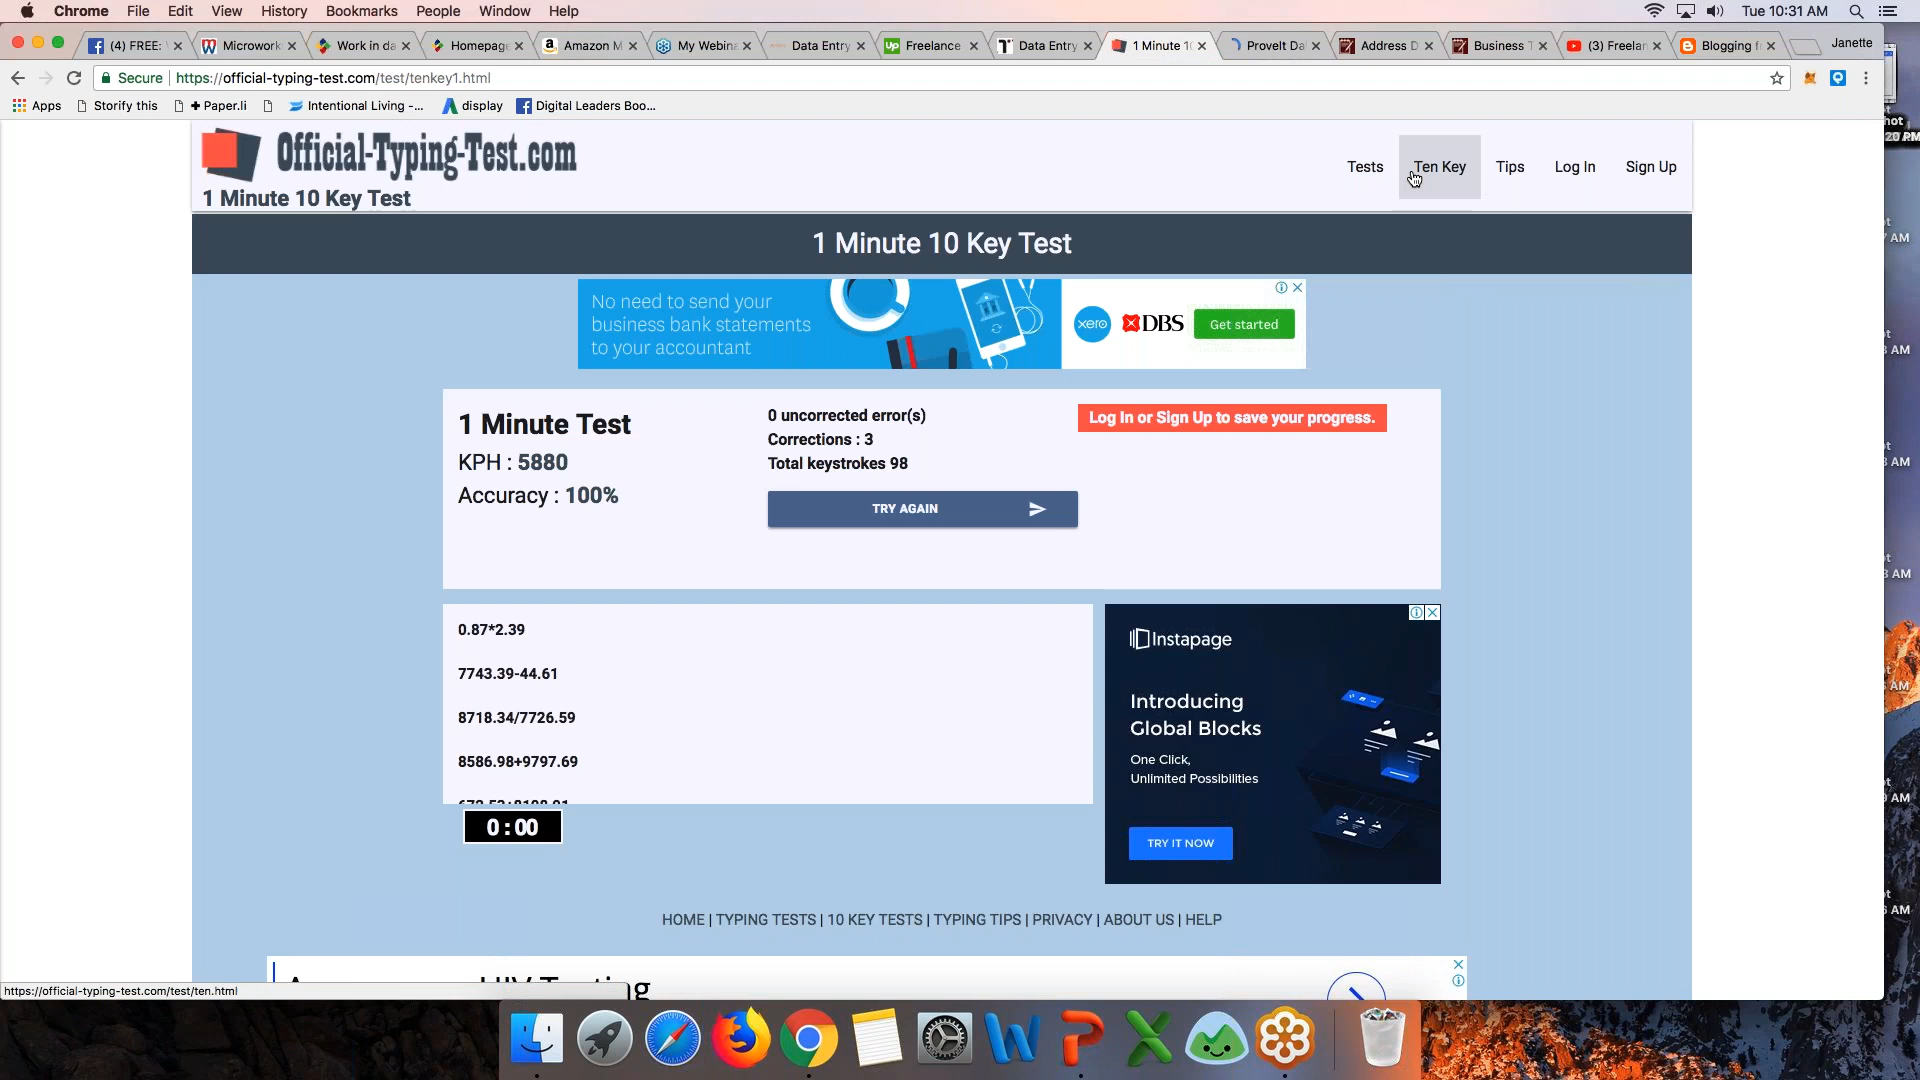 Chrome File Edit View History Bookmarks People Window Help Tue 10:31 AM
(4) FREE: Microwork Work in da Homepage Amazon M My Webina Data Entry Freelance Data Entry 1 Minute 10 ProveIt Da Address D Business T (3) Freelan Blogging f Janette
Secure | https://official-typing-test.com/test/tenkey1.html
Apps Storify this + Paper.li Intentional Living -... display Digital Leaders Boo...
Official-Typing-Test.com
1 Minute 10 Key Test
Tests Ten Key Tips Log In Sign Up
1 Minute 10 Key Test
No need to send your
business bank statements
to your accountant
xero DBS Get started
1 Minute Test
KPH : 5880
Accuracy : 100%
0 uncorrected error(s)
Corrections : 3
Total keystrokes 98
TRY AGAIN
Log In or Sign Up to save your progress.
0.87*2.39
7743.39-44.61
8718.34/7726.59
8586.98+9797.69
0:00
Instapage
Introducing
Global Blocks
One Click,
Unlimited Possibilities
TRY IT NOW
HOME | TYPING TESTS | 10 KEY TESTS | TYPING TIPS | PRIVACY | ABOUT US | HELP
https://official-typing-test.com/test/ten.html